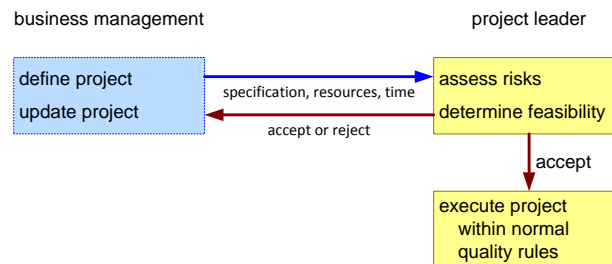 business management
project leader
define project
update project
specification, resources, time
accept or reject
assess risks
determine feasibility
accept
execute project
within normal
quality rules